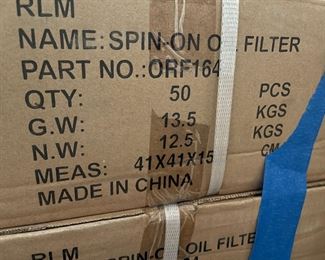 RLM
NAME: SPIN-ON OIL FILTER
PART NO.:ORF164
QTY: 50 PCS
G.W: 13.5 KGS
N.W: 12.5 KGS
MEAS: 41X41X15 CM
MADE IN CHINA
RLM
SPIN-ON OIL FILTE